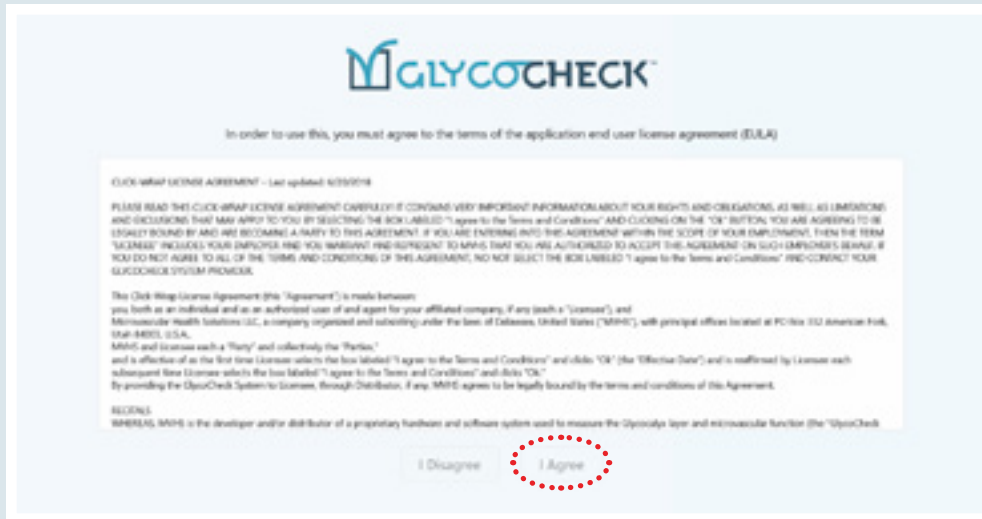 GLYCOCHECK
In order to use this, you must agree to the terms of the application end user license agreement (EULA)
CLICK-WRAP LICENSE AGREEMENT – Last updated: 6/20/2018
PLEASE READ THIS CLICK-WRAP LICENSE AGREEMENT CAREFULLY! IT CONTAINS VERY IMPORTANT INFORMATION ABOUT YOUR RIGHTS AND OBLIGATIONS, AS WELL AS LIMITATIONS
AND EXCLUSIONS THAT MAY APPLY TO YOU. BY SELECTING THE BOX LABELED "I agree to the Terms and Conditions" AND CLICKING ON THE "Ok" BUTTON, YOU ARE AGREEING TO BE
LEGALLY BOUND BY AND ARE BECOMING A PARTY TO THIS AGREEMENT. IF YOU ARE ENTERING INTO THIS AGREEMENT WITHIN THE SCOPE OF YOUR EMPLOYMENT, THEN THE TERM
"LICENSEE" INCLUDES YOUR EMPLOYER AND YOU WARRANT AND REPRESENT TO MVHS THAT YOU ARE AUTHORIZED TO ACCEPT THIS AGREEMENT ON SUCH EMPLOYER'S BEHALF. IF
YOU DO NOT AGREE TO ALL OF THE TERMS AND CONDITIONS OF THIS AGREEMENT, NO NOT SELECT THE BOX LABELED "I agree to the Terms and Conditions" AND CONTACT YOUR
GLYCOCHECK SYSTEM PROVIDER.
This Click-Wrap License Agreement (this "Agreement") is made between:
you, both as an individual and as an authorized user of and agent for your affiliated company, if any (each a "Licensee"); and
Microvascular Health Solutions LLC, a company organized and subsisting under the laws of Delaware, United States ("MVHS"), with principal offices located at PO Box 332 American Fork,
Utah 84003, U.S.A.
MVHS and Licensee each a "Party" and collectively the "Parties,"
and is effective of as the first time Licensee selects the box labeled "I agree to the Terms and Conditions" and clicks "Ok" (the "Effective Date") and is reaffirmed by Licensee each
subsequent time Licensee selects the box labeled "I agree to the Terms and Conditions" and clicks "Ok."
By providing the GlycoCheck System to Licensee, through Distributor, if any, MVHS agrees to be legally bound by the terms and conditions of this Agreement.
RECITALS
WHEREAS, MVHS is the developer and/or distributor of a proprietary hardware and software system used to measure the Glycocalyx layer and microvascular function (the "GlycoCheck
I Disagree
I Agree